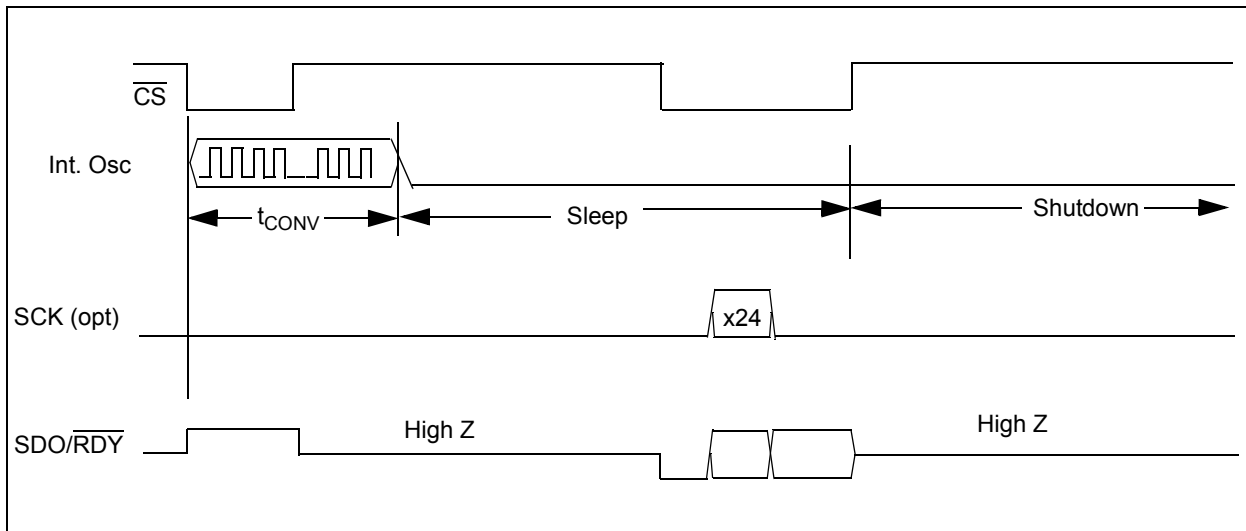 CS
Int. Osc
tCONV
Sleep
Shutdown
SCK (opt)
x24
SDO/RDY
High Z
High Z